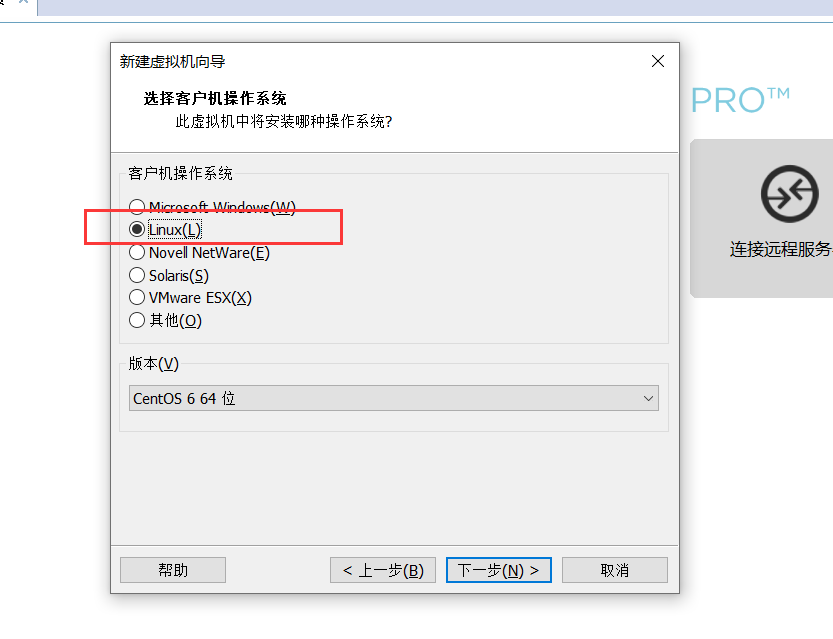 新建虚拟机向导
选择客户机操作系统
此虚拟机中将安装哪种操作系统?
PRO™
客户机操作系统
Microsoft Windows(W)
Linux(L)
Novell NetWare(E)
Solaris(S)
VMware ESX(X)
其他(O)
连接远程服务
版本(V)
CentOS 6 64 位
帮助
< 上一步(B)
下一步(N) >
取消